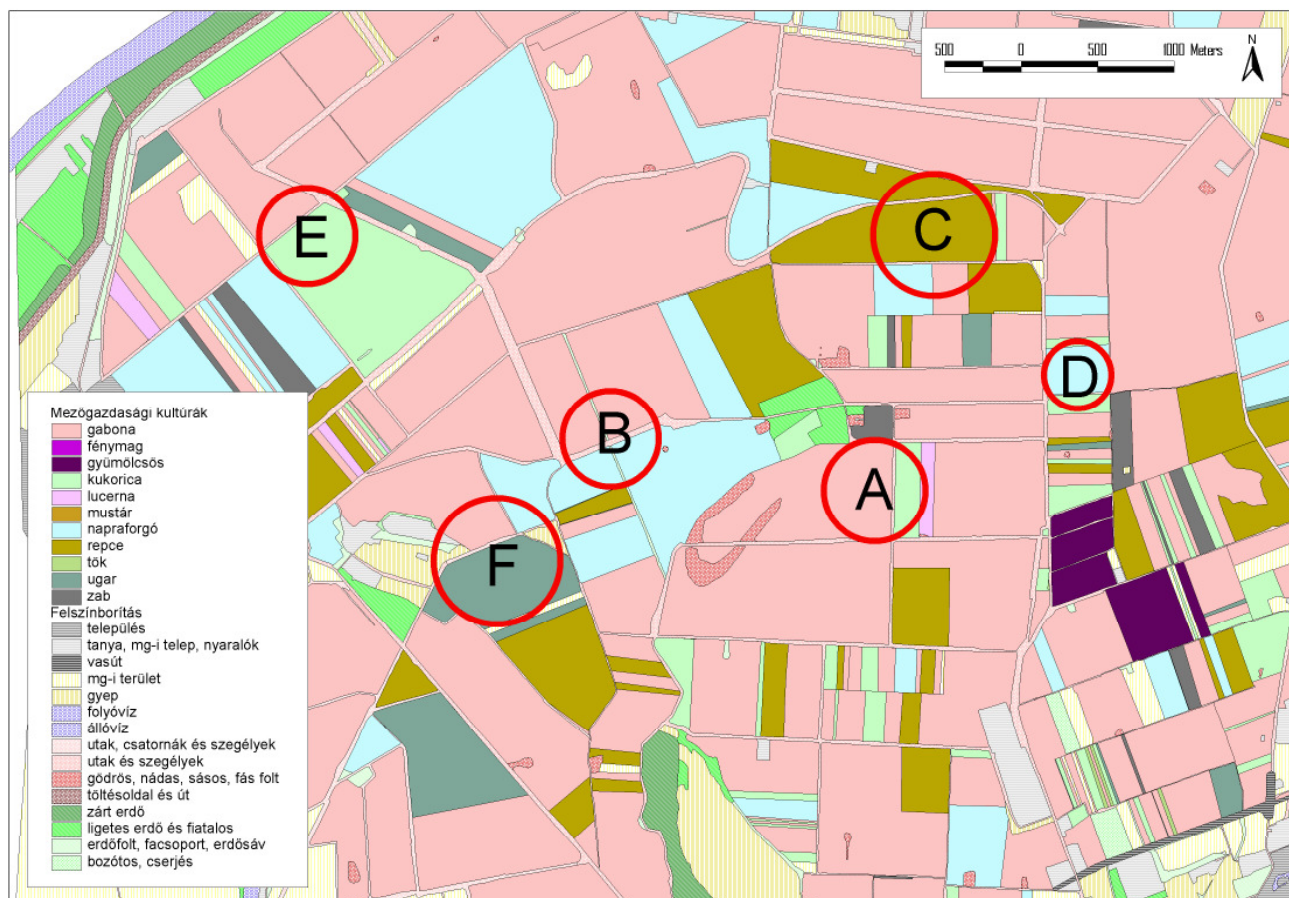 500 0 500 1000 Meters
N
E
C
D
B
A
F
Mezögazdasági kultúrák
gabona
fénymag
gyümölcsös
kukorica
lucerna
mustár
napraforgó
repce
tök
ugar
zab
Felszínborítás
település
tanya, mg-i telep, nyaralók
vasút
mg-i terület
gyep
folyóvíz
állóvíz
utak, csatornák és szegélyek
utak és szegélyek
gödrös, nádas, sásos, fás folt
töltésoldal és út
zárt erdő
ligetes erdő és fiatalos
erdőfolt, facsoport, erdősáv
bozótos, cserjés